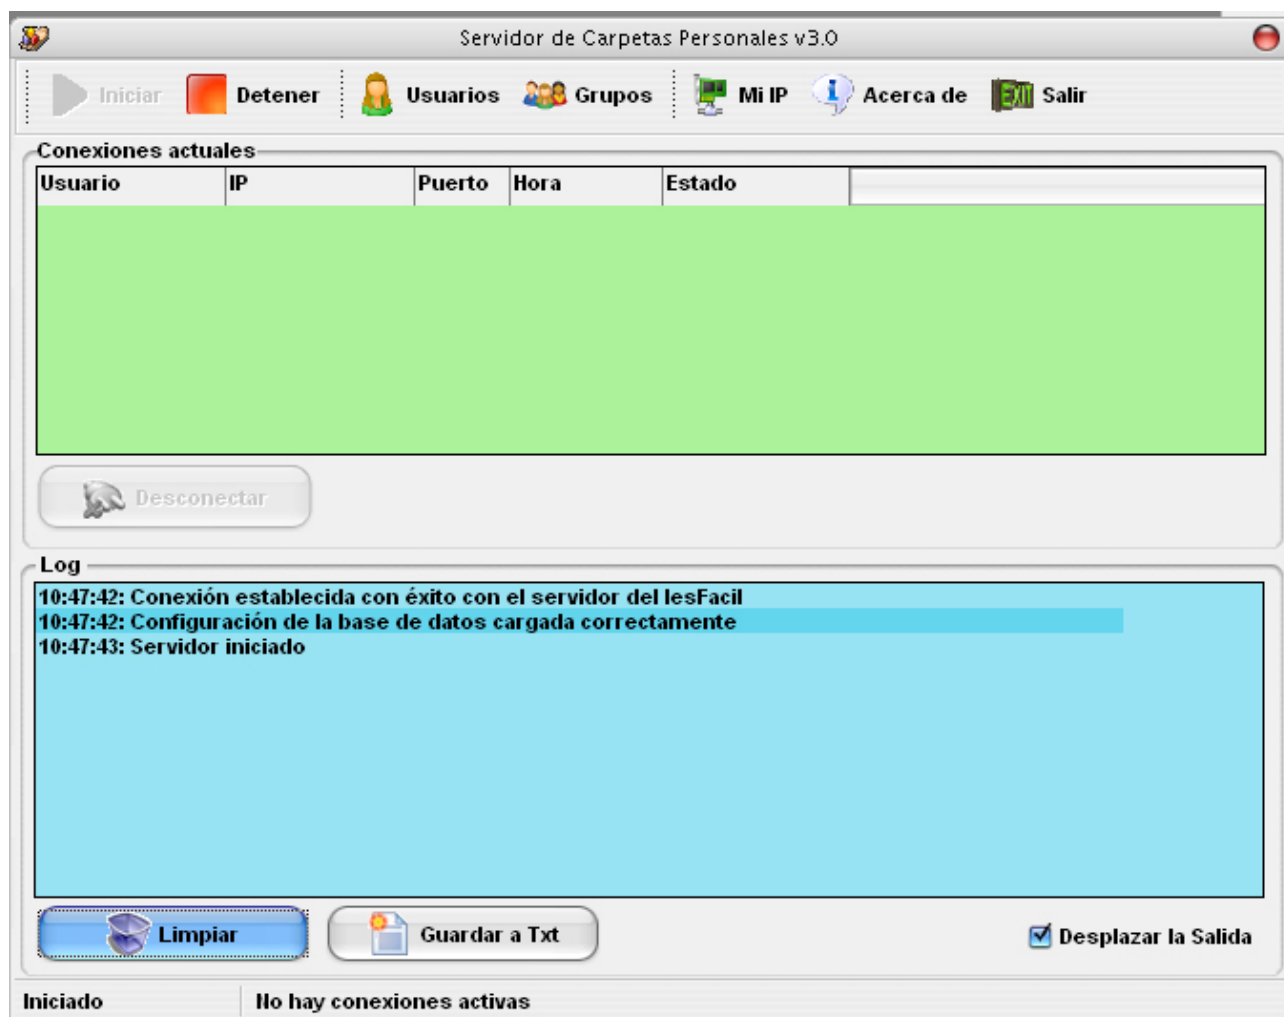 Servidor de Carpetas Personales v3.0
Iniciar Detener Usuarios Grupos Mi IP Acerca de EXIT Salir
Conexiones actuales
Usuario IP Puerto Hora Estado
Desconectar
Log
10:47:42: Conexión establecida con éxito con el servidor del IesFacil
10:47:42: Configuración de la base de datos cargada correctamente
10:47:43: Servidor iniciado
Limpiar Guardar a Txt Desplazar la Salida
Iniciado No hay conexiones activas